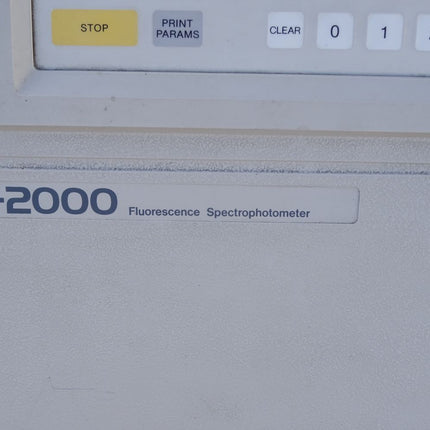 STOP
PRINT
PARAMS
CLEAR
0
1
-2000 Fluorescence Spectrophotometer